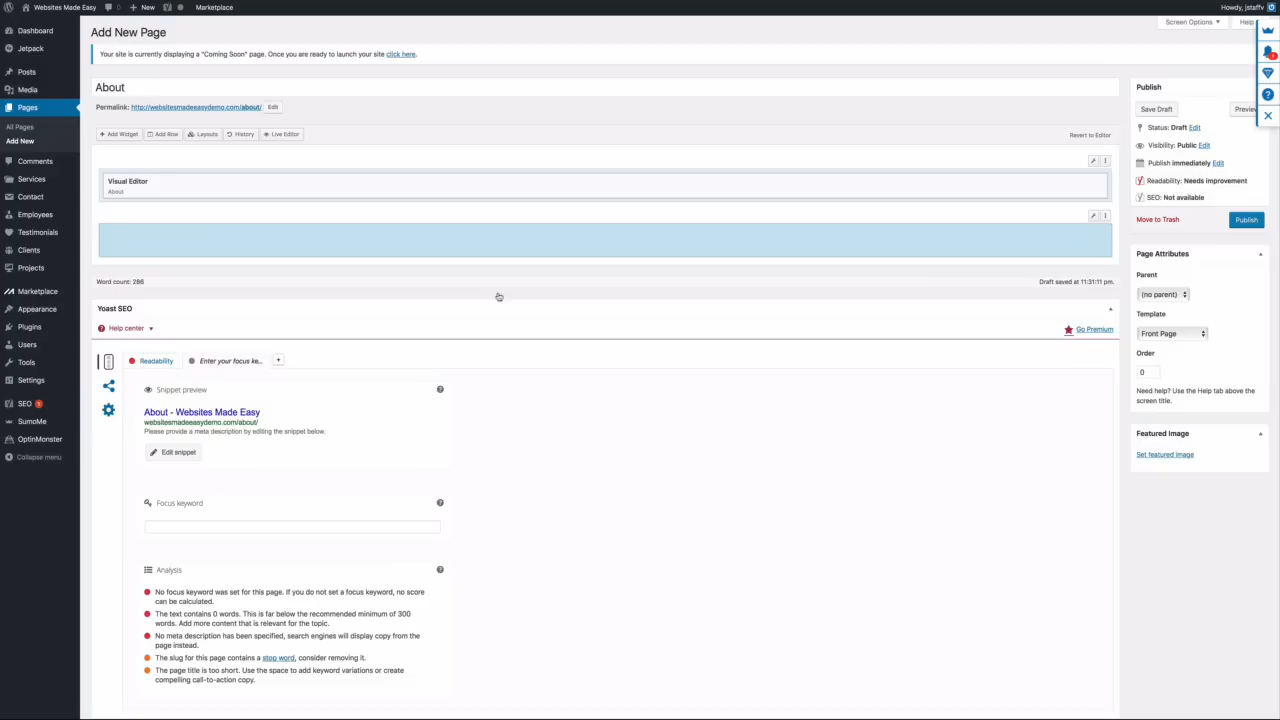 Websites Made Easy
0
New
Marketplace
Howdy, jstaffv
Dashboard
Jetpack
Posts
Media
Pages
All Pages
Add New
Comments
Services
Contact
Employees
Testimonials
Clients
Projects
Marketplace
Appearance
Plugins
Users
Tools
Settings
SEO 1
SumoMe
OptinMonster
Collapse menu
Screen Options
Help
Add New Page
Your site is currently displaying a "Coming Soon" page. Once you are ready to launch your site click here.
About
Permalink: http://websitesmadeeasydemo.com/about/ Edit
Add Widget
Add Row
Layouts
History
Live Editor
Revert to Editor
Visual Editor
About
Word count: 286
Draft saved at 11:31:11 pm.
Yoast SEO
Help center
Go Premium
Readability
Enter your focus ke...
+
Snippet preview
About - Websites Made Easy
websitesmadeeasydemo.com/about/
Please provide a meta description by editing the snippet below.
Edit snippet
Focus keyword
Analysis
No focus keyword was set for this page. If you do not set a focus keyword, no score
can be calculated.
The text contains 0 words. This is far below the recommended minimum of 300
words. Add more content that is relevant for the topic.
No meta description has been specified, search engines will display copy from the
page instead.
The slug for this page contains a stop word, consider removing it.
The page title is too short. Use the space to add keyword variations or create
compelling call-to-action copy.
Publish
Save Draft
Preview
Status: Draft Edit
Visibility: Public Edit
Publish immediately Edit
Readability: Needs improvement
SEO: Not available
Move to Trash
Publish
Page Attributes
Parent
(no parent)
Template
Front Page
Order
0
Need help? Use the Help tab above the
screen title.
Featured Image
Set featured image